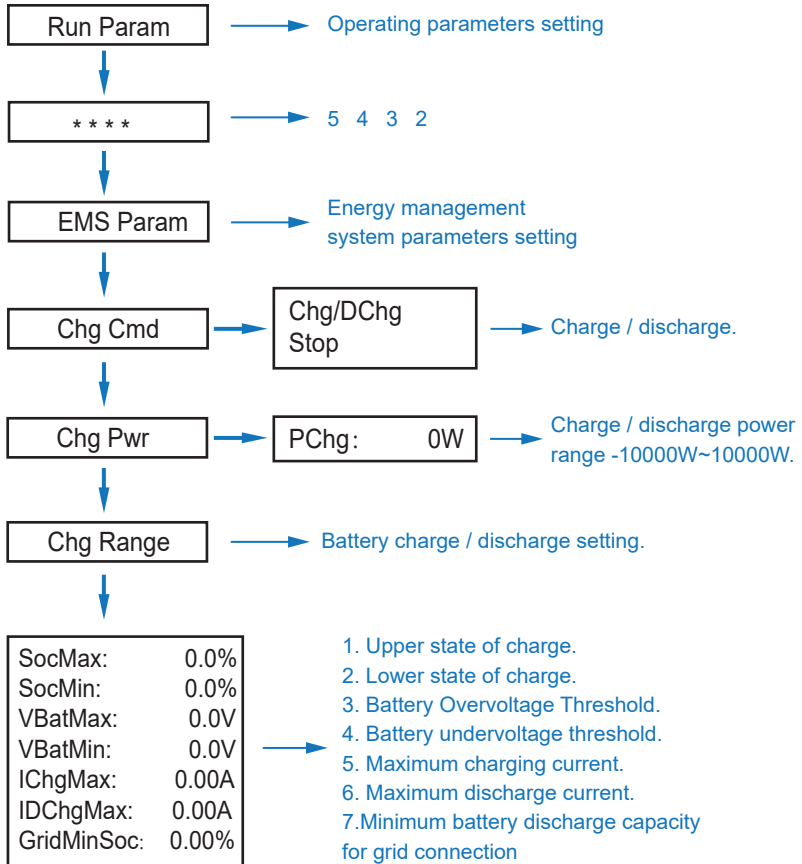 Run Param
Operating parameters setting
* * * *
5 4 3 2
EMS Param
Energy management
system parameters setting
Chg Cmd
Chg/DChg
Stop
Charge / discharge.
Chg Pwr
PChg: 0W
Charge / discharge power
range -10000W~10000W.
Chg Range
Battery charge / discharge setting.
SocMax: 0.0%
SocMin: 0.0%
VBatMax: 0.0V
VBatMin: 0.0V
IChgMax: 0.00A
IDChgMax: 0.00A
GridMinSoc: 0.00%
1. Upper state of charge.
2. Lower state of charge.
3. Battery Overvoltage Threshold.
4. Battery undervoltage threshold.
5. Maximum charging current.
6. Maximum discharge current.
7.Minimum battery discharge capacity
for grid connection